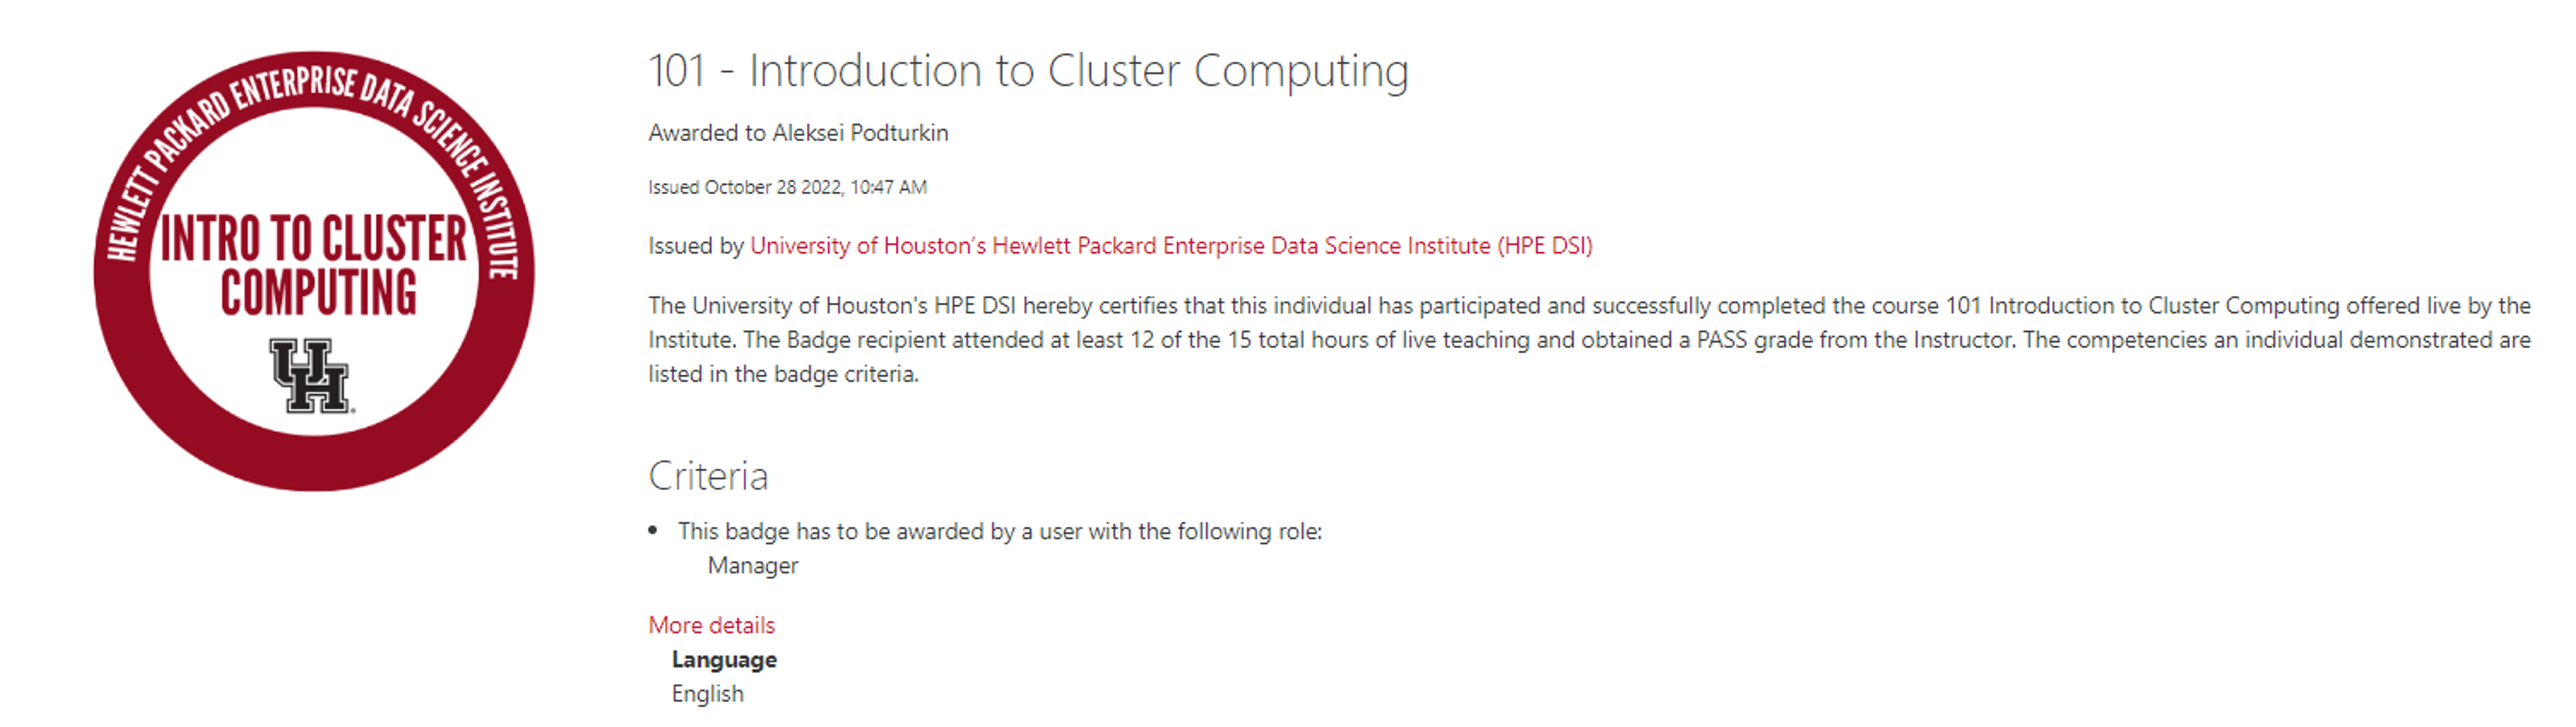 HEWLETT PACKARD ENTERPRISE DATA SCIENCE INSTITUTE
INTRO TO CLUSTER
COMPUTING
UH
101 - Introduction to Cluster Computing
Awarded to Aleksei Podturkin
Issued October 28 2022, 10:47 AM
Issued by University of Houston's Hewlett Packard Enterprise Data Science Institute (HPE DSI)
The University of Houston's HPE DSI hereby certifies that this individual has participated and successfully completed the course 101 Introduction to Cluster Computing offered live by the
Institute. The Badge recipient attended at least 12 of the 15 total hours of live teaching and obtained a PASS grade from the Instructor. The competencies an individual demonstrated are
listed in the badge criteria.
Criteria
• This badge has to be awarded by a user with the following role:
Manager
More details
Language
English